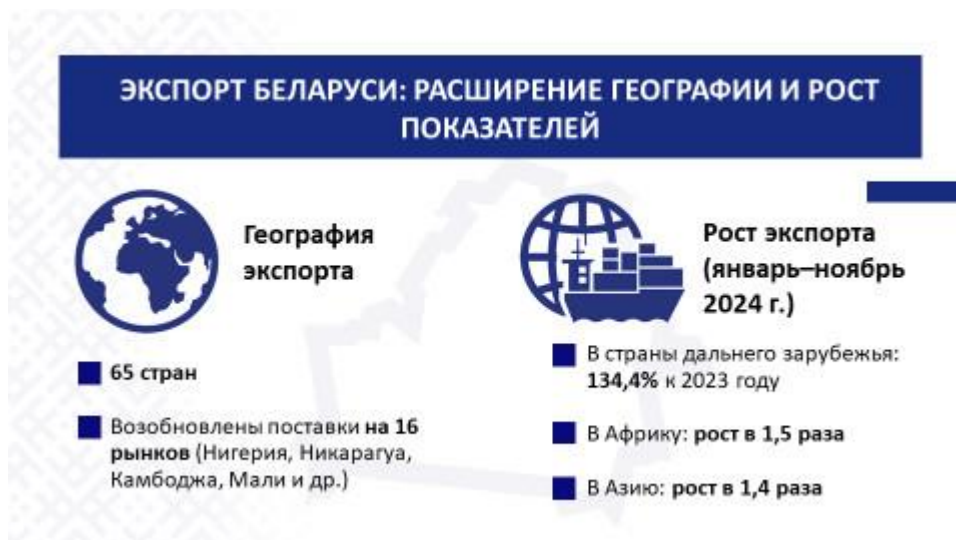 ЭКСПОРТ БЕЛАРУСИ: РАСШИРЕНИЕ ГЕОГРАФИИ И РОСТ
ПОКАЗАТЕЛЕЙ
География
экспорта
65 стран
Возобновлены поставки на 16
рынков (Нигерия, Никарагуа,
Камбоджа, Мали и др.)
Рост экспорта
(январь–ноябрь
2024 г.)
В страны дальнего зарубежья:
134,4% к 2023 году
В Африку: рост в 1,5 раза
В Азию: рост в 1,4 раза